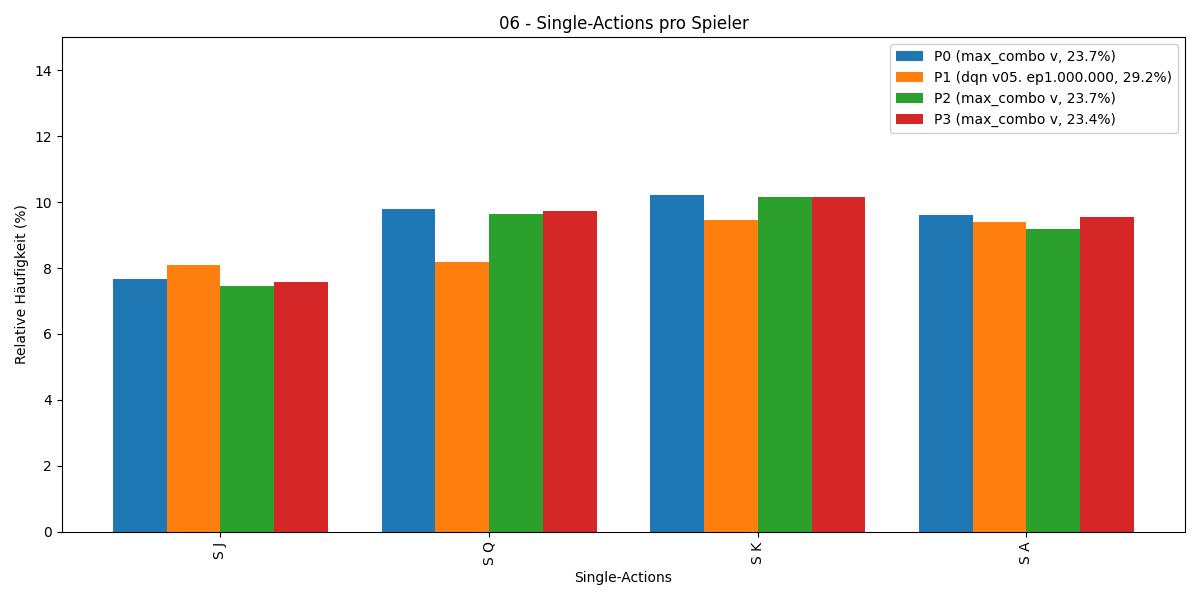 06 - Single-Actions pro Spieler
P0 (max_combo v, 23.7%)
P1 (dqn v05. ep1.000.000, 29.2%)
P2 (max_combo v, 23.7%)
P3 (max_combo v, 23.4%)
Relative Häufigkeit (%)
14
12
10
8
6
4
2
0
S J
S Q
S K
S A
Single-Actions